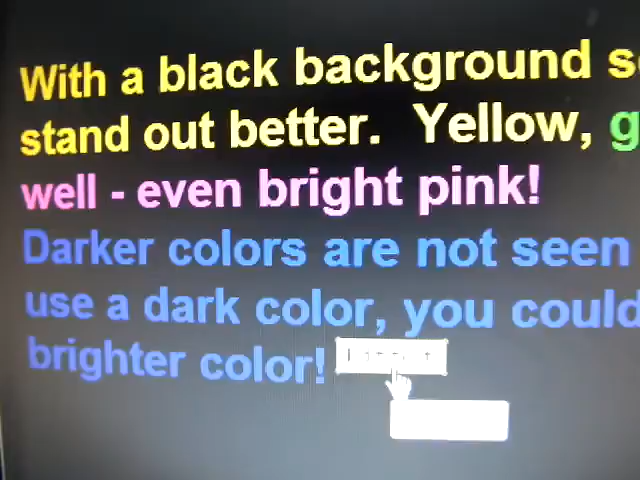 With a black background
stand out better.  Yellow,
well - even bright pink!
Darker colors are not seen
use a dark color, you could
brighter color!